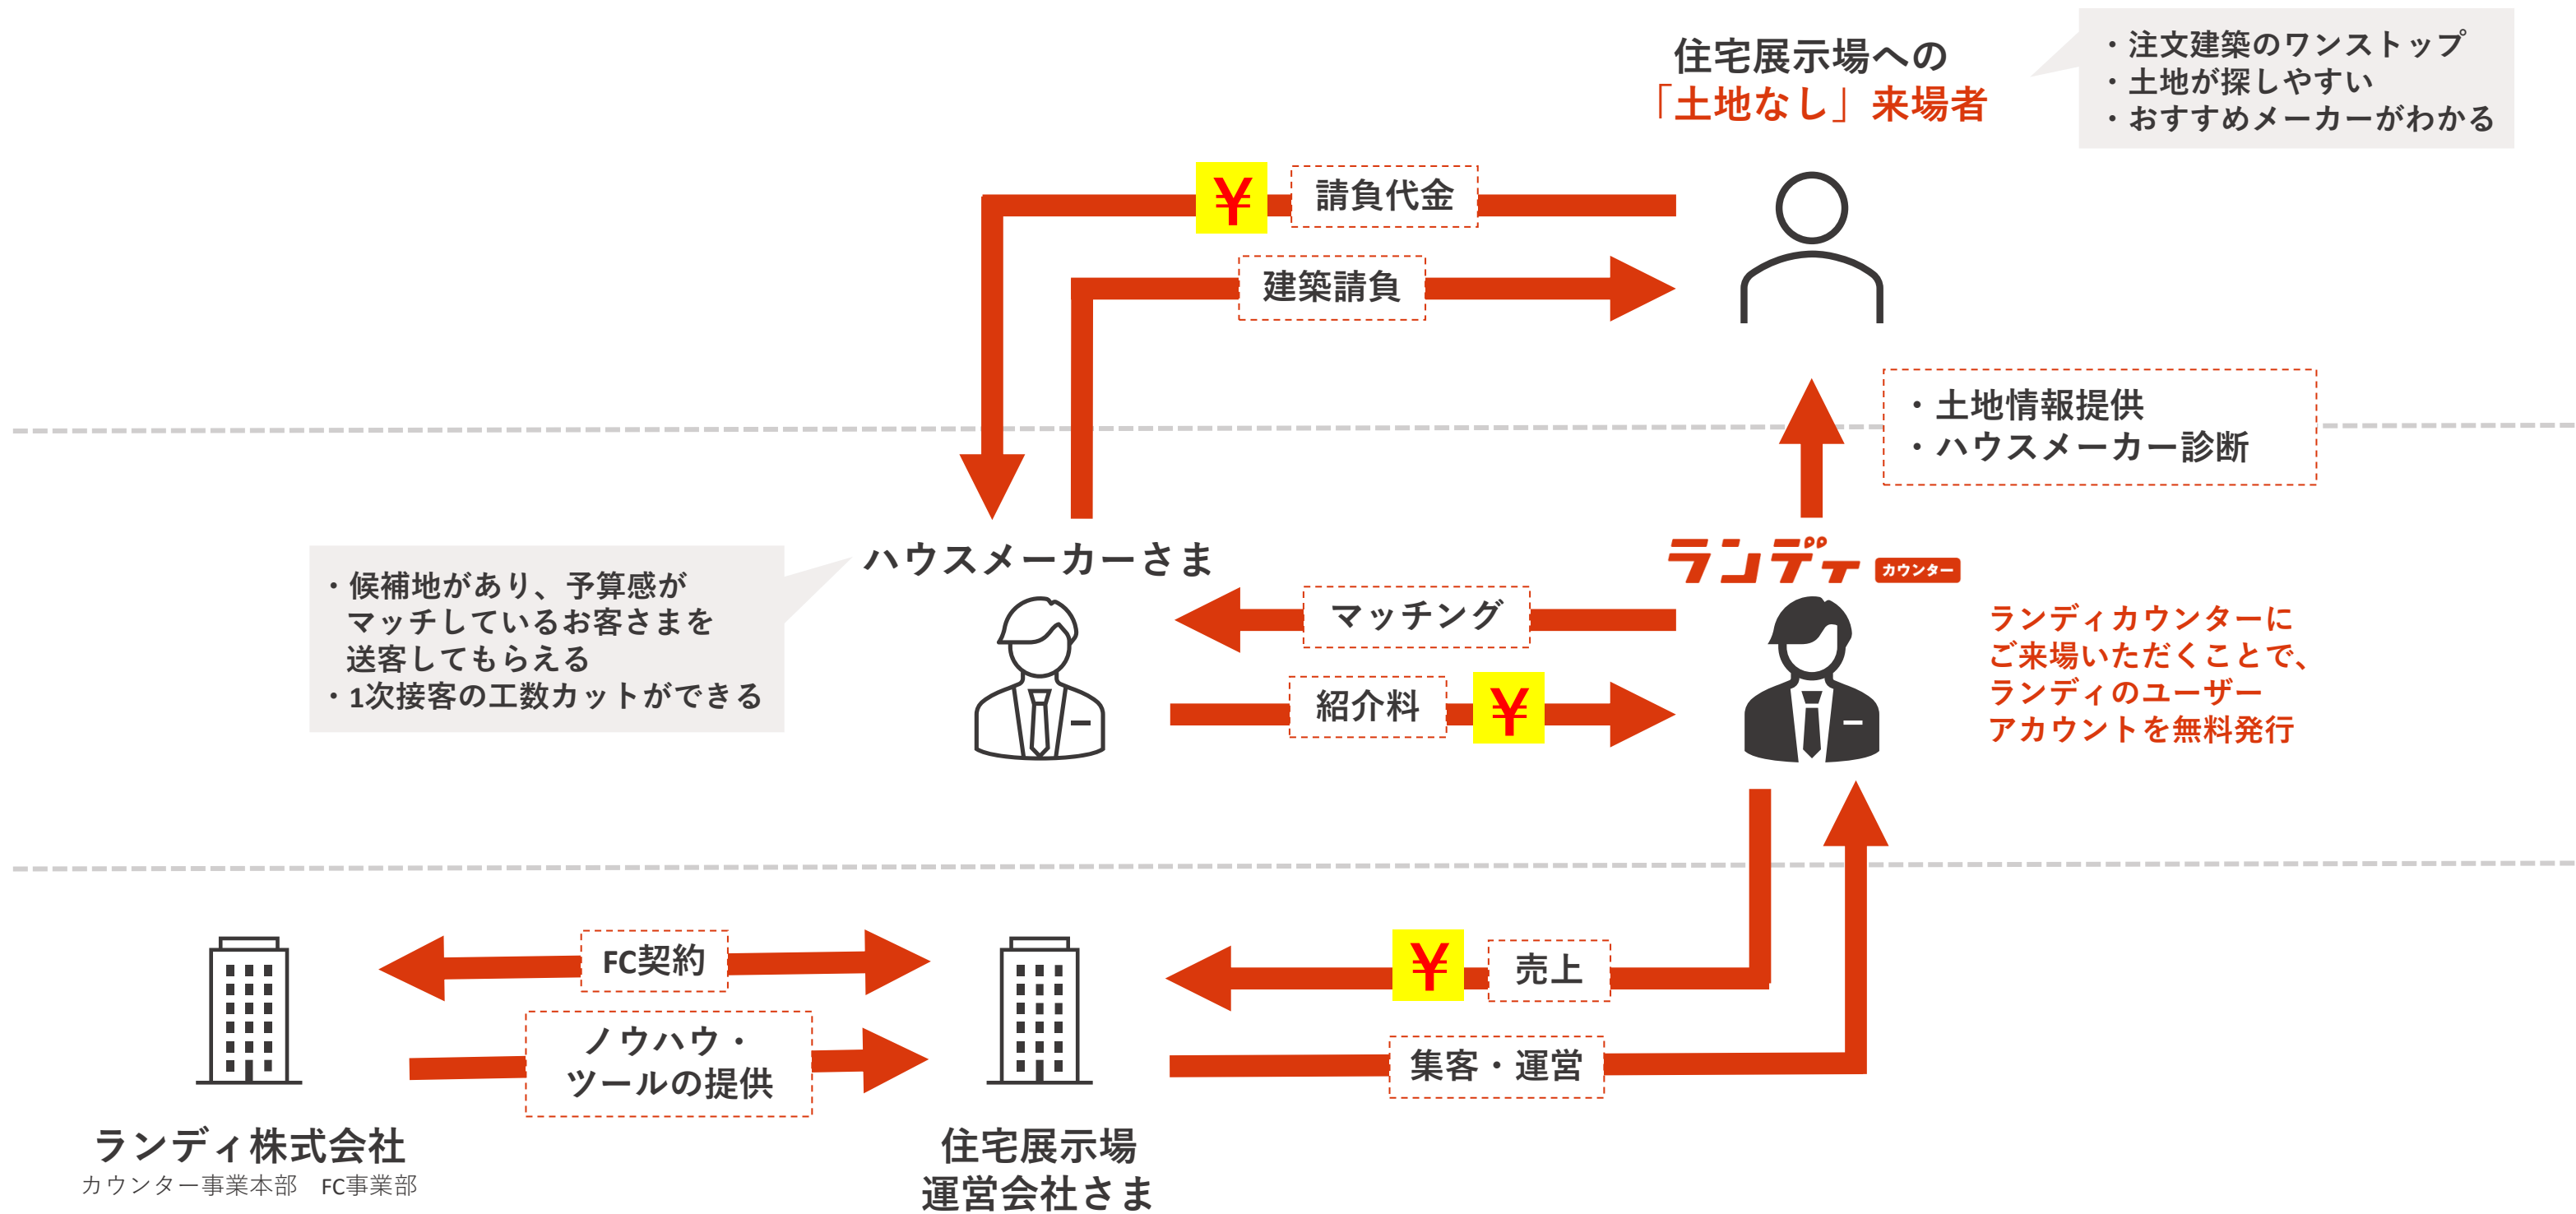 住宅展示場への
「土地なし」来場者
・注文建築のワンストップ
・土地が探しやすい
・おすすめメーカーがわかる
¥
請負代金
建築請負
・土地情報提供
・ハウスメーカー診断
ハウスメーカーさま
・候補地があり、予算感が
マッチしているお客さまを
送客してもらえる
・1次接客の工数カットができる
マッチング
紹介料
¥
ランディ
カウンター
ランディカウンターに
ご来場いただくことで、
ランディのユーザー
アカウントを無料発行
FC契約
ノウハウ・
ツールの提供
¥
売上
集客・運営
ランディ株式会社
カウンター事業本部　FC事業部
住宅展示場
運営会社さま